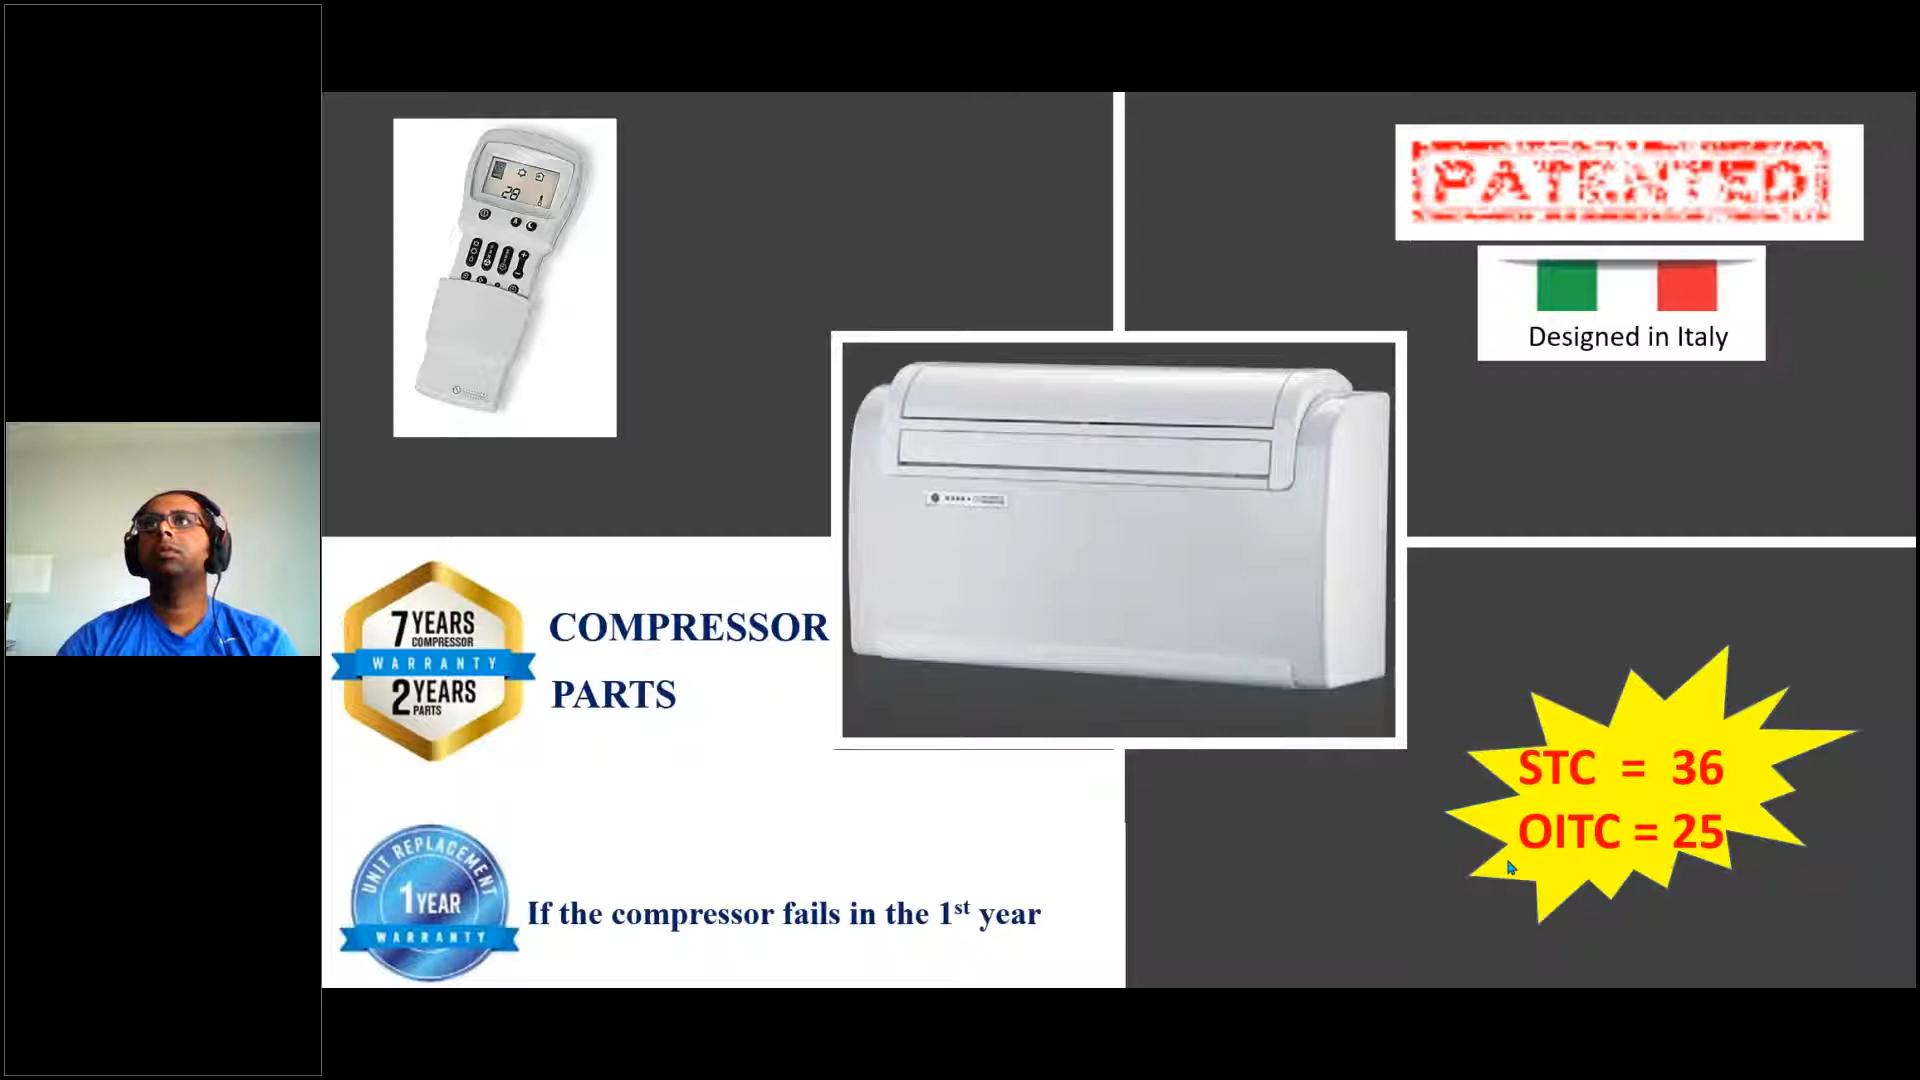 28
PATENTED
Designed in Italy
7 YEARS
COMPRESSOR
WARRANTY
2 YEARS
PARTS
COMPRESSOR
PARTS
UNIT REPLACEMENT
1 YEAR
WARRANTY
If the compressor fails in the 1st year
STC = 36
OITC = 25